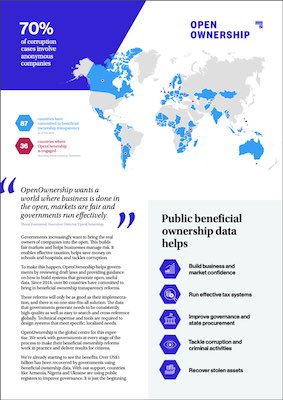 70%
of corruption
cases involve
anonymous
companies
OPEN
OWNERSHIP
87
countries have
committed to beneficial
ownership transparency
36
countries where
OpenOwnership
is engaged
“
OpenOwnership wants a
world where business is done in
the open, markets are fair and
governments run effectively.
”
Thom Townsend, Executive Director, OpenOwnership
Governments increasingly want to bring the real
owners of companies into the open. This builds
fair markets and helps businesses manage risk. It
enables effective taxation, helps save money on
schools and hospitals, and tackles corruption.
To make this happen, OpenOwnership helps govern-
ments by reviewing draft laws and providing guidance
on how to build systems that generate open, useful
data. Since 2016, over 80 countries have committed to
bring in beneficial ownership transparency reforms.
These reforms will only be as good as their implementa-
tion, and there is no one size fits all solution. The data
that governments generate needs to be consistently
high quality as well as easy to search and cross-reference
globally. Technical expertise and tools are required to
design systems that meet specific, localised needs.
OpenOwnership is the global centre for this exper-
tise. We work with governments at every stage of the
process to make their beneficial ownership reforms
work in practice and deliver results for citizens.
We're already starting to see the benefits. Over US$1
billion has been recovered by governments using
beneficial ownership data. With our support, countries
like Armenia, Nigeria and Ukraine are using public
registers to improve governance. It is just the beginning.
Public beneficial
ownership data
helps
Build business and
market confidence
Run effective tax systems
Improve governance and
state procurement
Tackle corruption and
criminal activities
Recover stolen assets